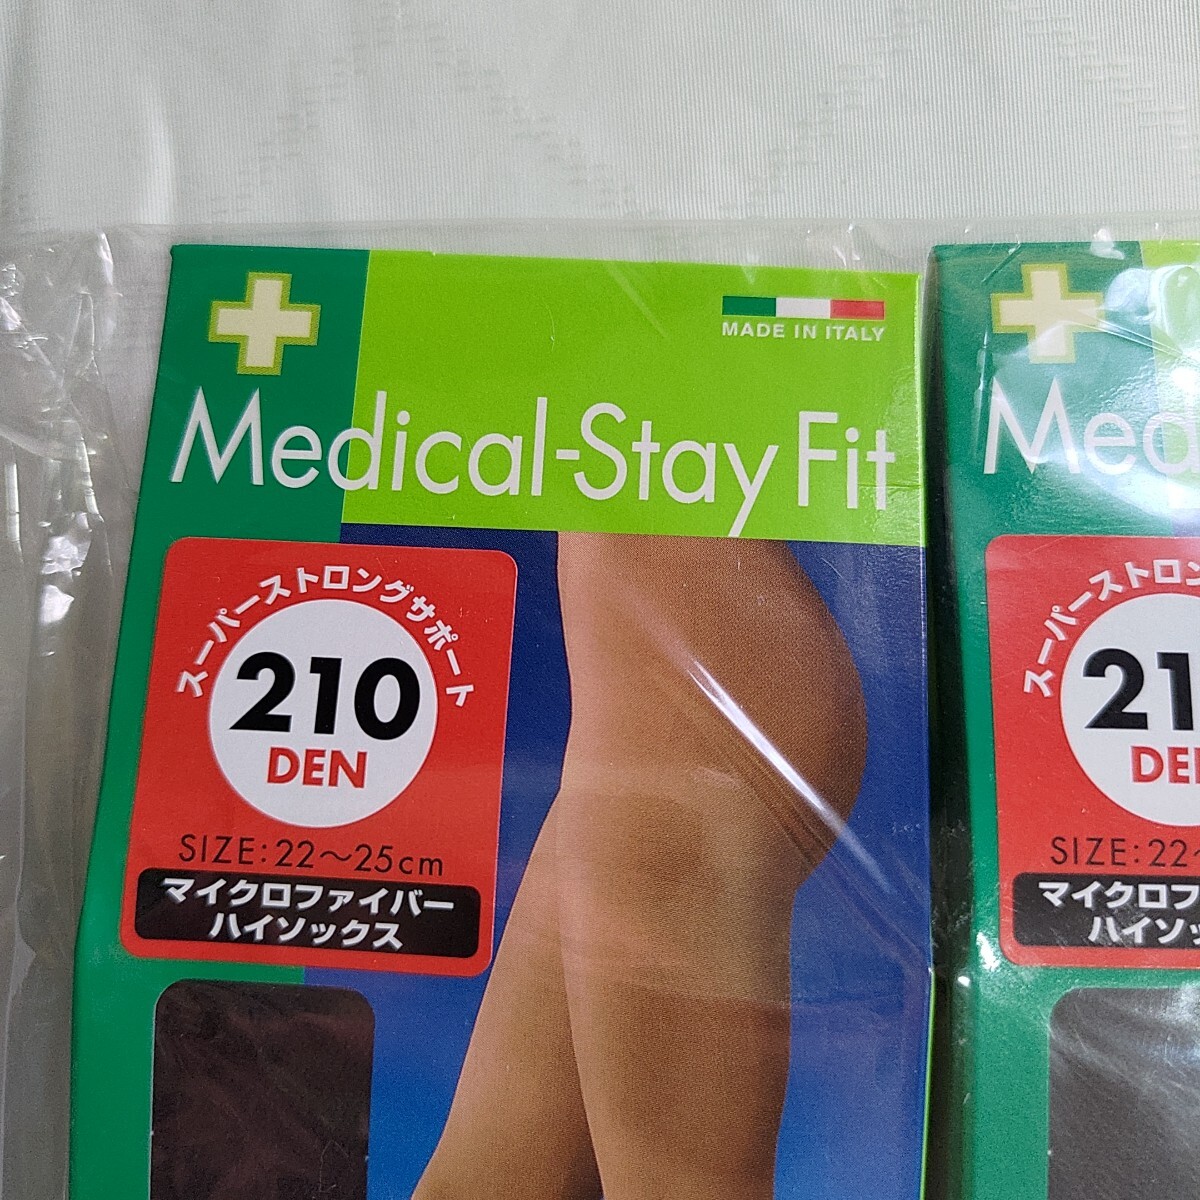 MADE IN ITALY
Medical-Stay Fit
スーパーストロングサポート
210
DEN
SIZE:22～25cm
マイクロファイバー
ハイソックス
Med
スーパーストロン
21
DE
SIZE:22
マイクロフ
ハイソッ